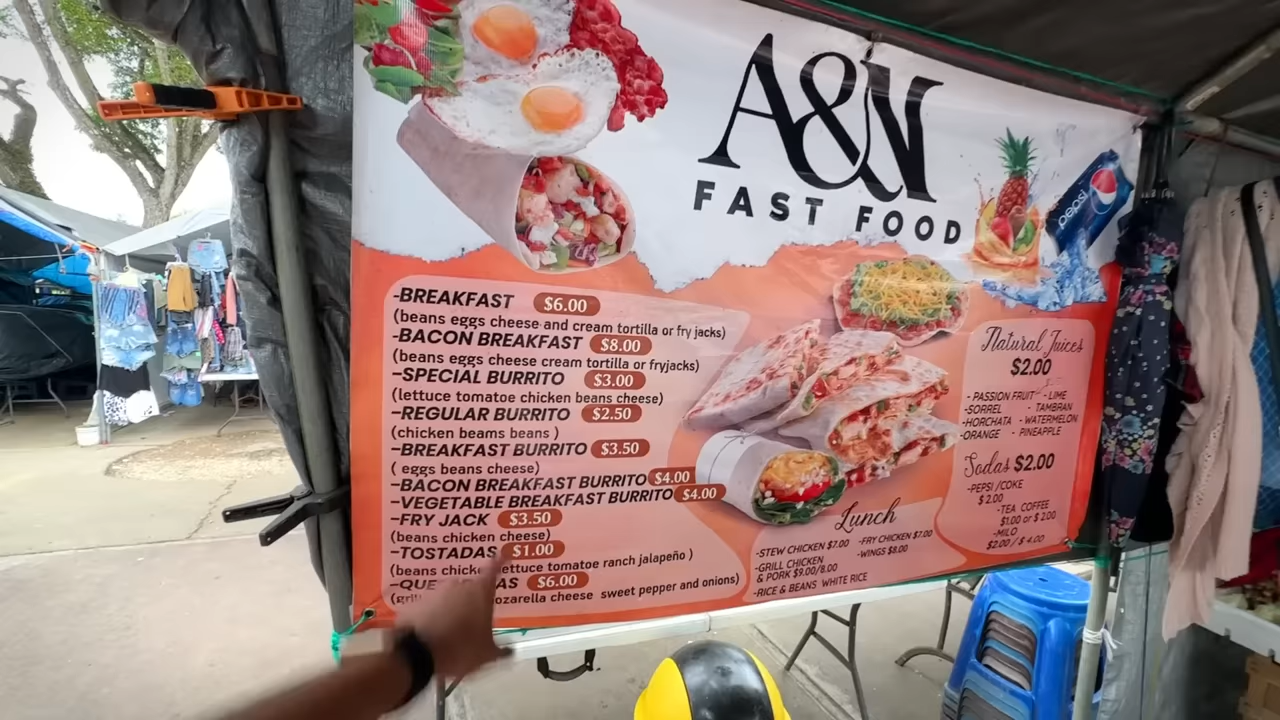 A&N
FAST FOOD
pepsi
-BREAKFAST $6.00
(beans eggs cheese and cream tortilla or fry jacks)
-BACON BREAKFAST $8.00
(beans eggs cheese cream tortilla or fryjacks)
-SPECIAL BURRITO $3.00
(lettuce tomatoe chicken beans cheese)
-REGULAR BURRITO $2.50
(chicken beams beans )
-BREAKFAST BURRITO $3.50
( eggs beans cheese)
-BACON BREAKFAST BURRITO $4.00
-VEGETABLE BREAKFAST BURRITO $4.00
-FRY JACK $3.50
(beans chicken cheese)
-TOSTADAS $1.00
(beans lettuce tomatoe ranch jalapeño )
$6.00
mozarella cheese sweet pepper and onions)
Lunch
-STEW CHICKEN $7.00 -FRY CHICKEN $7.00
-GRILL CHICKEN -WINGS $8.00
& PORK $9.00/8.00
-RICE & BEANS WHITE RICE
Natural Juices
$2.00
- PASSION FRUIT - LIME
-SORREL - TAMBRAN
-HORCHATA - WATERMELON
-ORANGE - PINEAPPLE
Sodas $2.00
-PEPSI /COKE
$2.00
-TEA COFFEE
$1.00 or $ 2.00
-MILO
$2.00 / $ 4.00